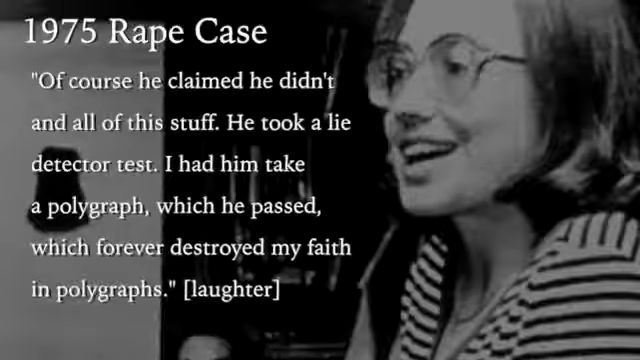 1975 Rape Case
"Of course he claimed he didn't
and all of this stuff. He took a lie
detector test. I had him take
a polygraph, which he passed,
which forever destroyed my faith
in polygraphs." [laughter]